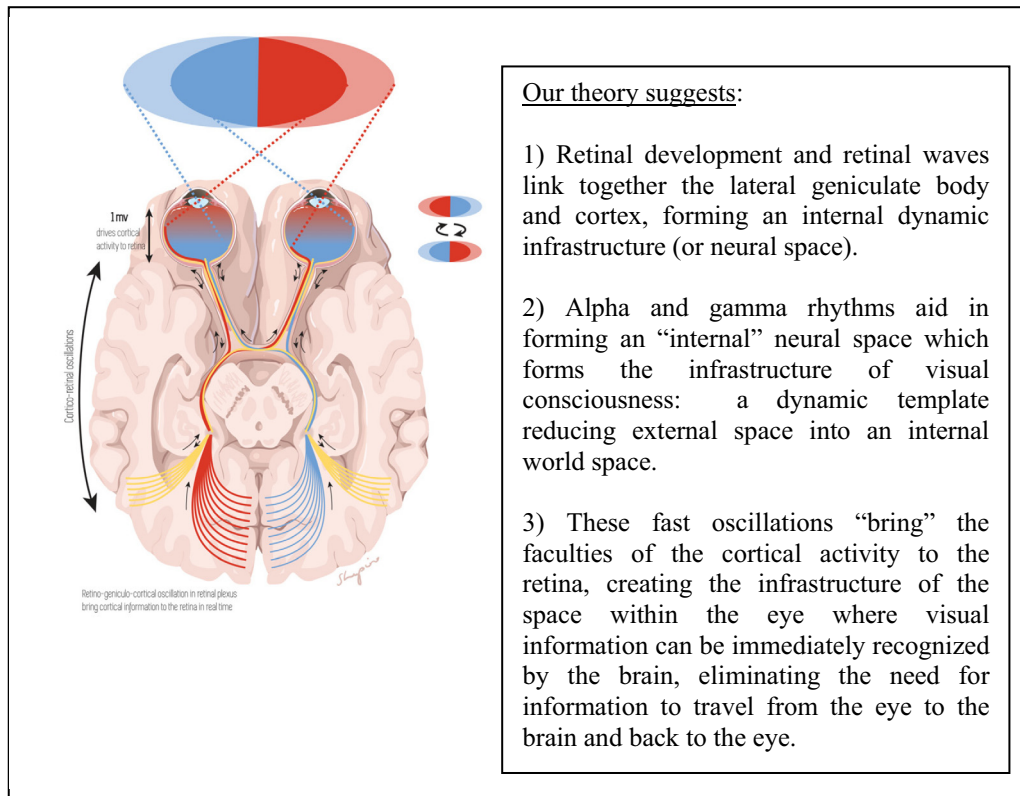 1 mv
drives cortical
activity to retina
Cortico-retinal oscillations
Shapiro
Retino-geniculo-cortical oscillation in retinal plexus
bring cortical information to the retina in real time
Our theory suggests:
1) Retinal development and retinal waves
link together the lateral geniculate body
and cortex, forming an internal dynamic
infrastructure (or neural space).
2) Alpha and gamma rhythms aid in
forming an “internal” neural space which
forms the infrastructure of visual
consciousness: a dynamic template
reducing external space into an internal
world space.
3) These fast oscillations “bring” the
faculties of the cortical activity to the
retina, creating the infrastructure of the
space within the eye where visual
information can be immediately recognized
by the brain, eliminating the need for
information to travel from the eye to the
brain and back to the eye.